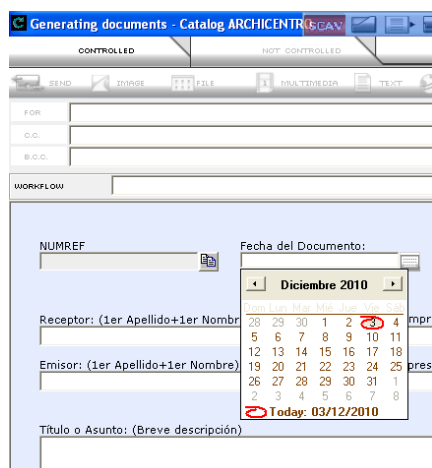 Generating documents - Catalog ARCHICENTRO
SCAV
CONTROLLED NOT CONTROLLED
SEND IMAGE FILE MULTIMEDIA TEXT
FOR
C.C.
B.C.C.
WORKFLOW
NUMREF Fecha del Documento:
Diciembre 2010
Dom Lun Mar Mié Jue Vie Sáb
28 29 30 1 2 3 4
5 6 7 8 9 10 11
12 13 14 15 16 17 18
19 20 21 22 23 24 25
26 27 28 29 30 31 1
2 3 4 5 6 7 8
Today: 03/12/2010
Receptor: (1er Apellido+1er Nombr mpr
Emisor: (1er Apellido+1er Nombre) pres
Título o Asunto: (Breve descripción)